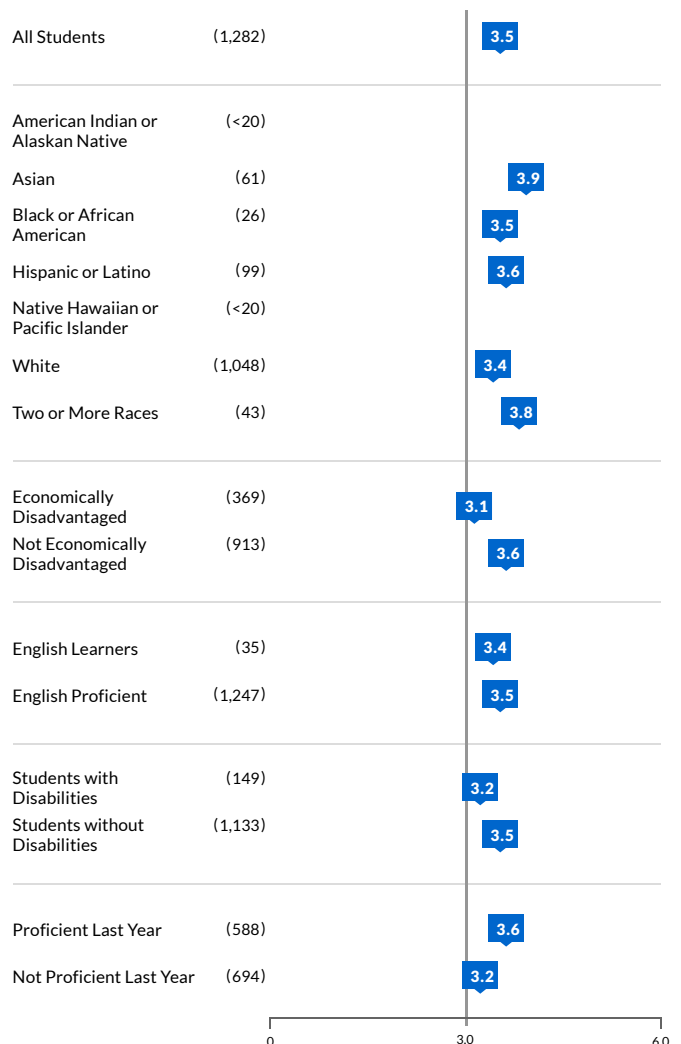 All Students (1,282) 3.5
American Indian or (<20)
Alaskan Native
Asian (61) 3.9
Black or African (26)
American 3.5
Hispanic or Latino (99) 3.6
Native Hawaiian or (<20)
Pacific Islander
White (1,048) 3.4
Two or More Races (43) 3.8
Economically (369)
Disadvantaged 3.1
Not Economically (913)
Disadvantaged 3.6
English Learners (35) 3.4
English Proficient (1,247) 3.5
Students with (149)
Disabilities 3.2
Students without (1,133)
Disabilities 3.5
Proficient Last Year (588) 3.6
Not Proficient Last Year (694) 3.2
0 3.0 6.0